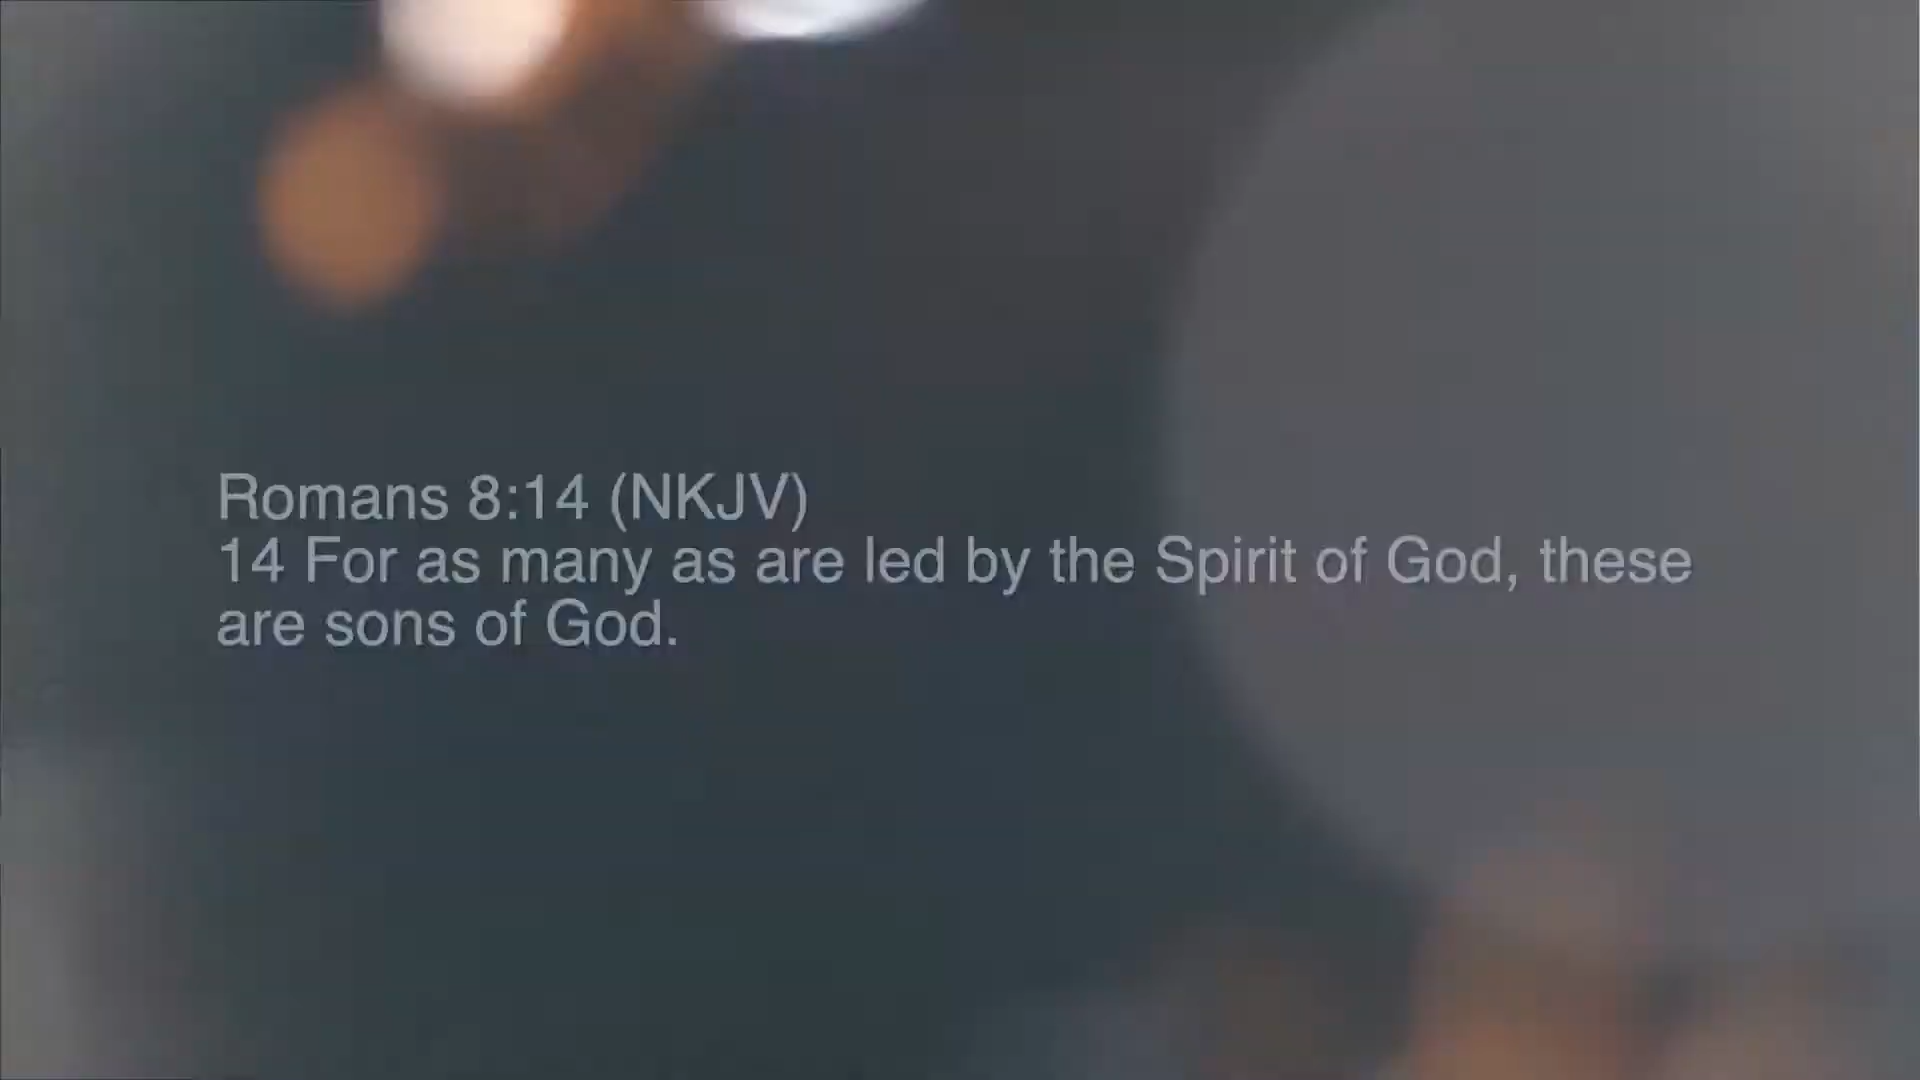 Romans 8:14 (NKJV)
14 For as many as are led by the Spirit of God, these
are sons of God.